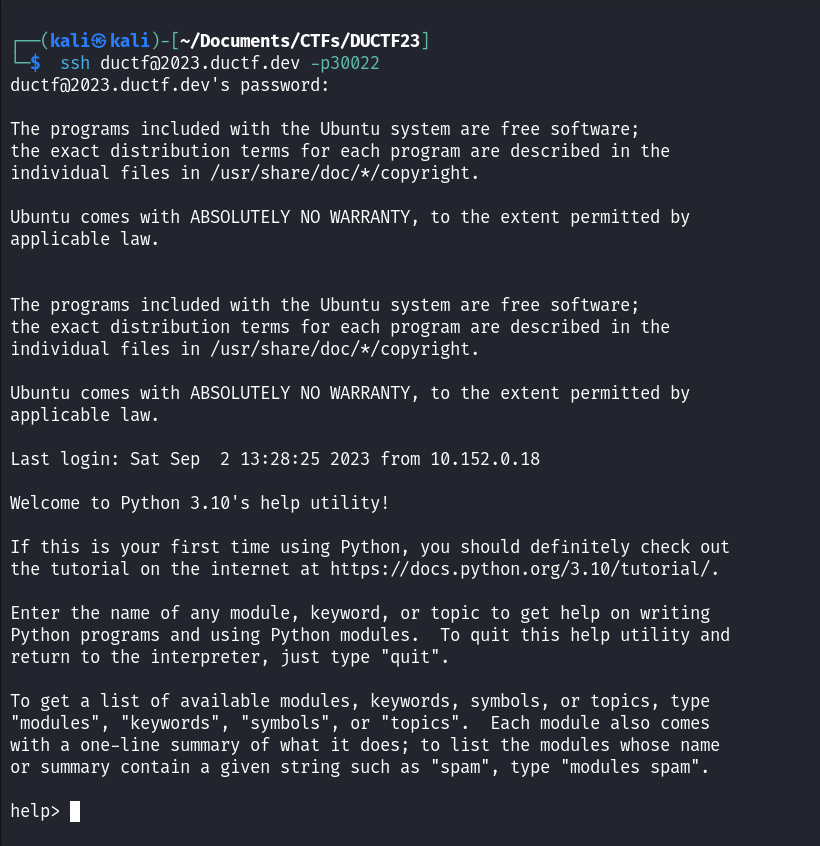 ┌──(kali㉿kali)-[~/Documents/CTFs/DUCTF23]
└─$  ssh ductf@2023.ductf.dev -p30022
ductf@2023.ductf.dev's password:
The programs included with the Ubuntu system are free software;
the exact distribution terms for each program are described in the
individual files in /usr/share/doc/*/copyright.
Ubuntu comes with ABSOLUTELY NO WARRANTY, to the extent permitted by
applicable law.
The programs included with the Ubuntu system are free software;
the exact distribution terms for each program are described in the
individual files in /usr/share/doc/*/copyright.
Ubuntu comes with ABSOLUTELY NO WARRANTY, to the extent permitted by
applicable law.
Last login: Sat Sep  2 13:28:25 2023 from 10.152.0.18
Welcome to Python 3.10's help utility!
If this is your first time using Python, you should definitely check out
the tutorial on the internet at https://docs.python.org/3.10/tutorial/.
Enter the name of any module, keyword, or topic to get help on writing
Python programs and using Python modules.  To quit this help utility and
return to the interpreter, just type "quit".
To get a list of available modules, keywords, symbols, or topics, type
"modules", "keywords", "symbols", or "topics".  Each module also comes
with a one-line summary of what it does; to list the modules whose name
or summary contain a given string such as "spam", type "modules spam".
help>